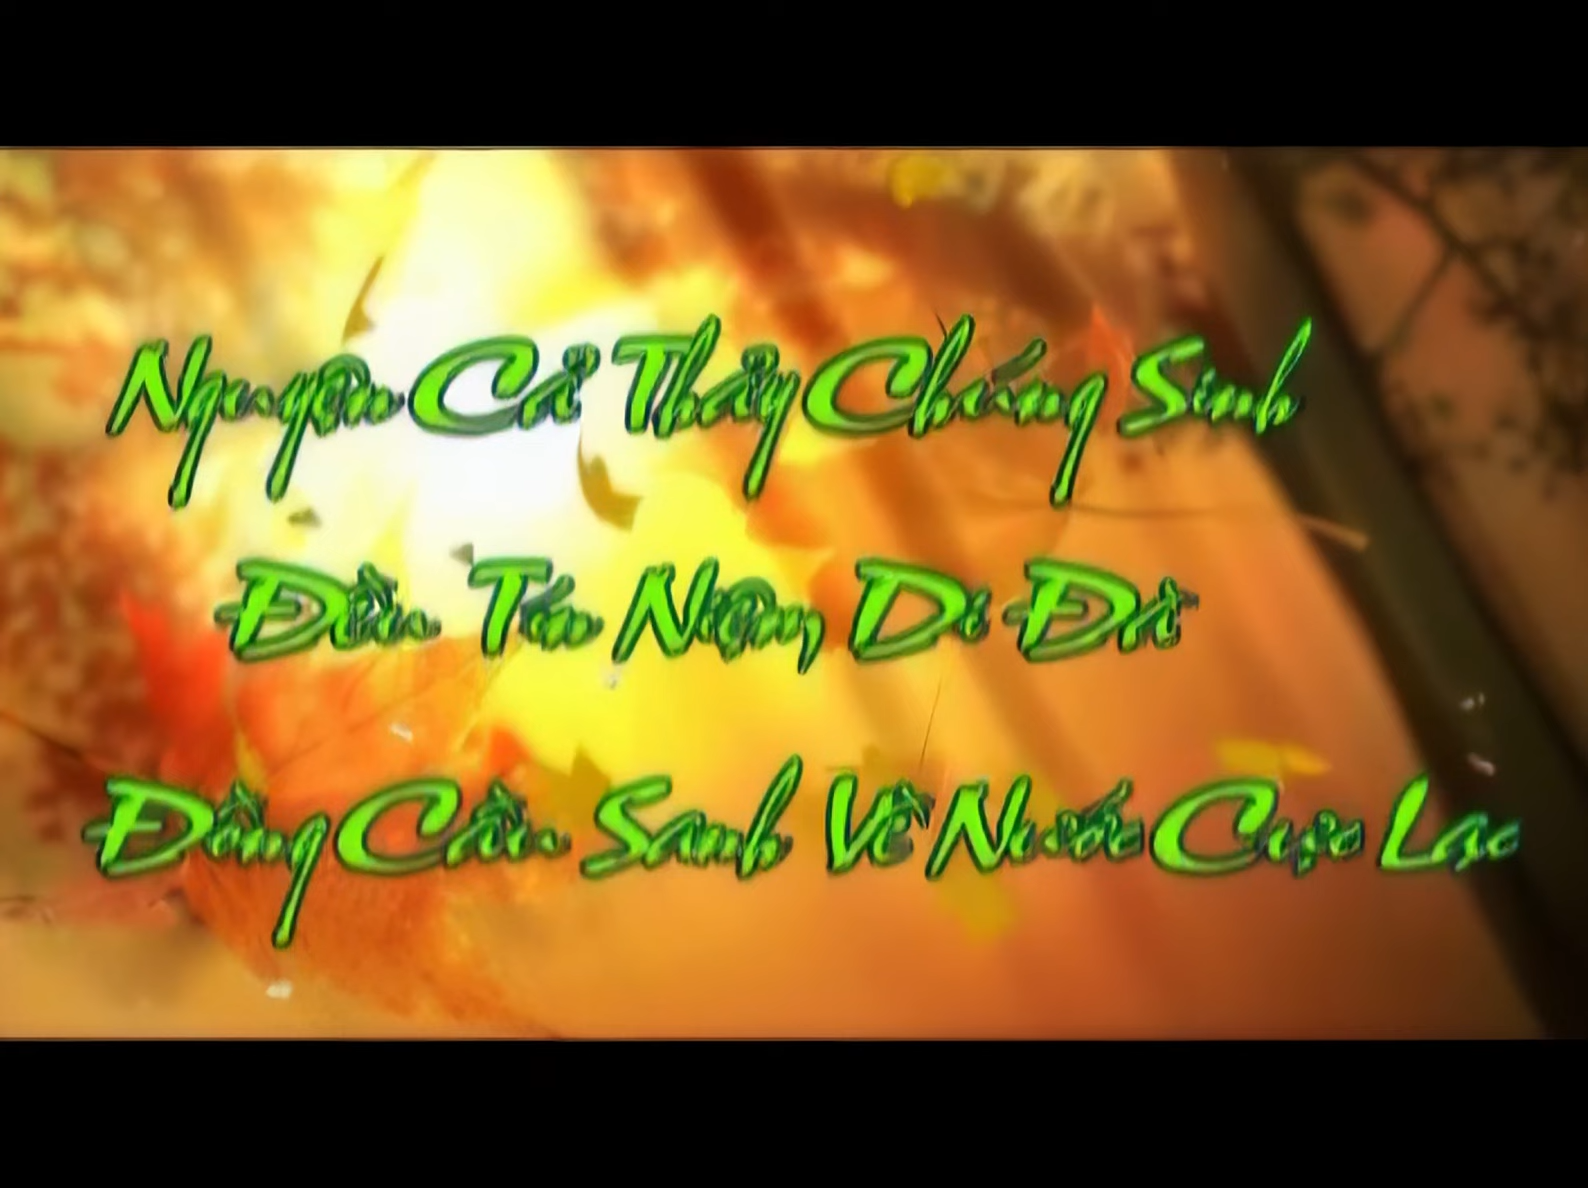 Nguyện Cả Thảy Chúng Sinh
Đều Tín Niệm, Di Đà
Đồng Cầu Sanh Về Nước Cực Lạc